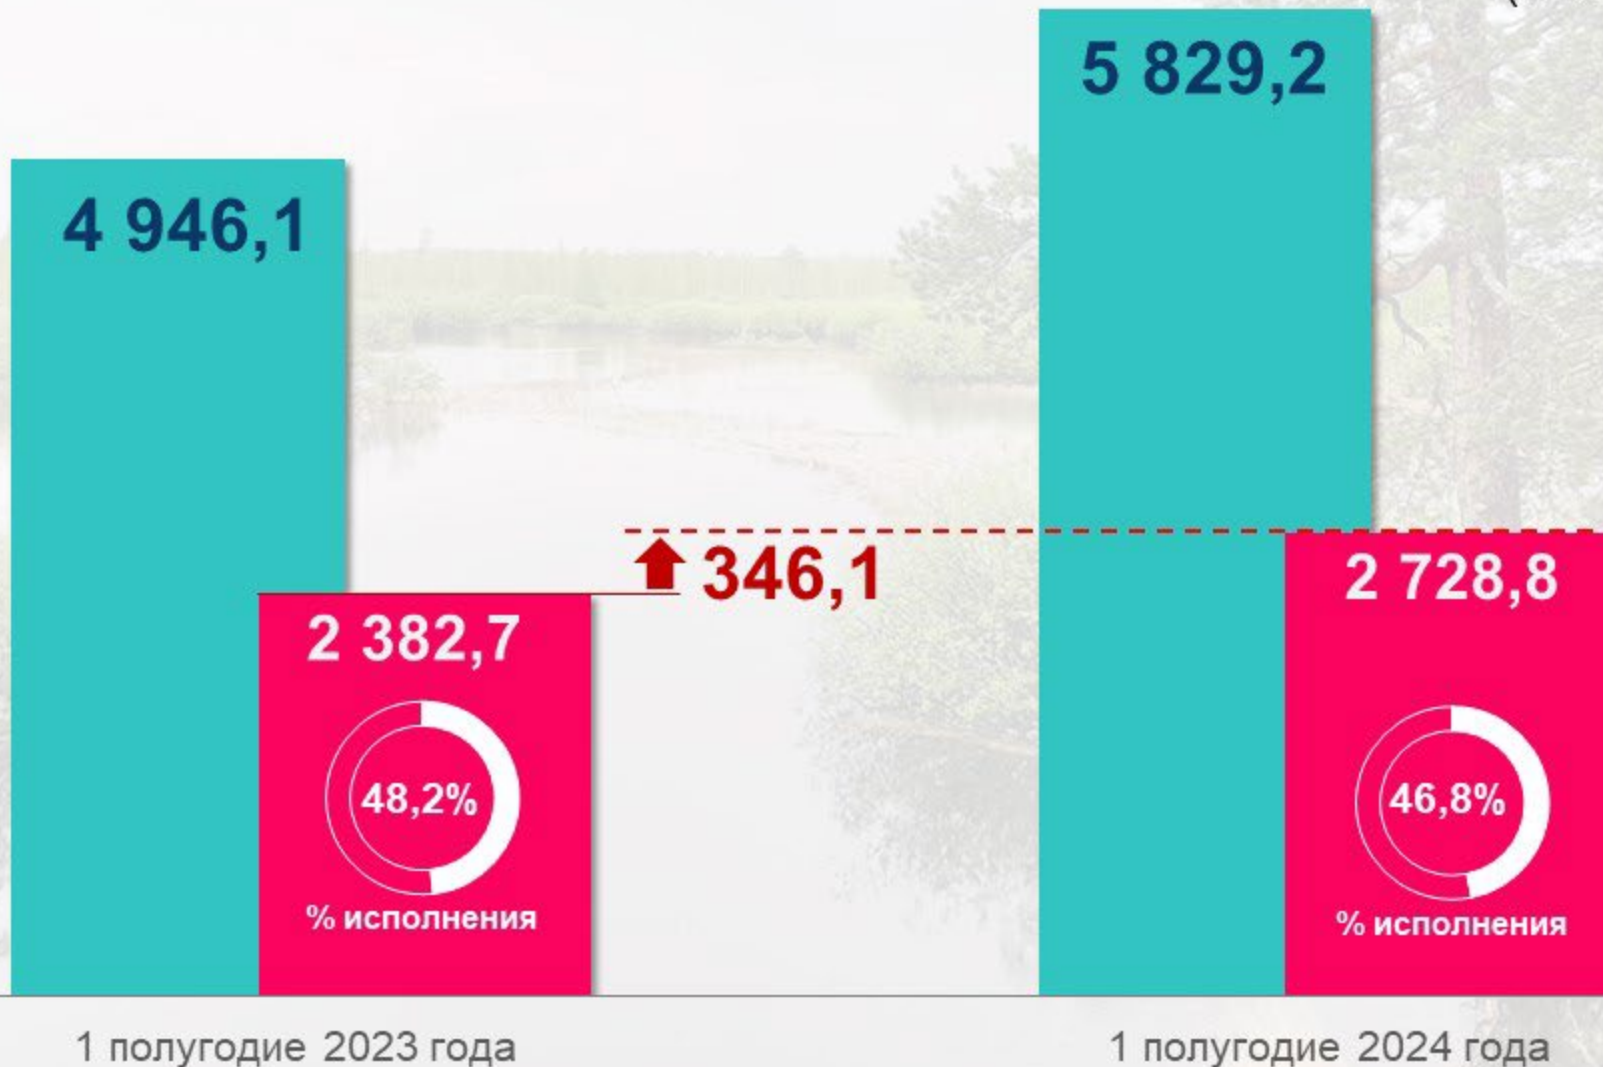 5 829,2
4 946,1
346,1
2 728,8
2 382,7
48,2%
46,8%
% исполнения
% исполнения
1 полугодие 2023 года
1 полугодие 2024 года